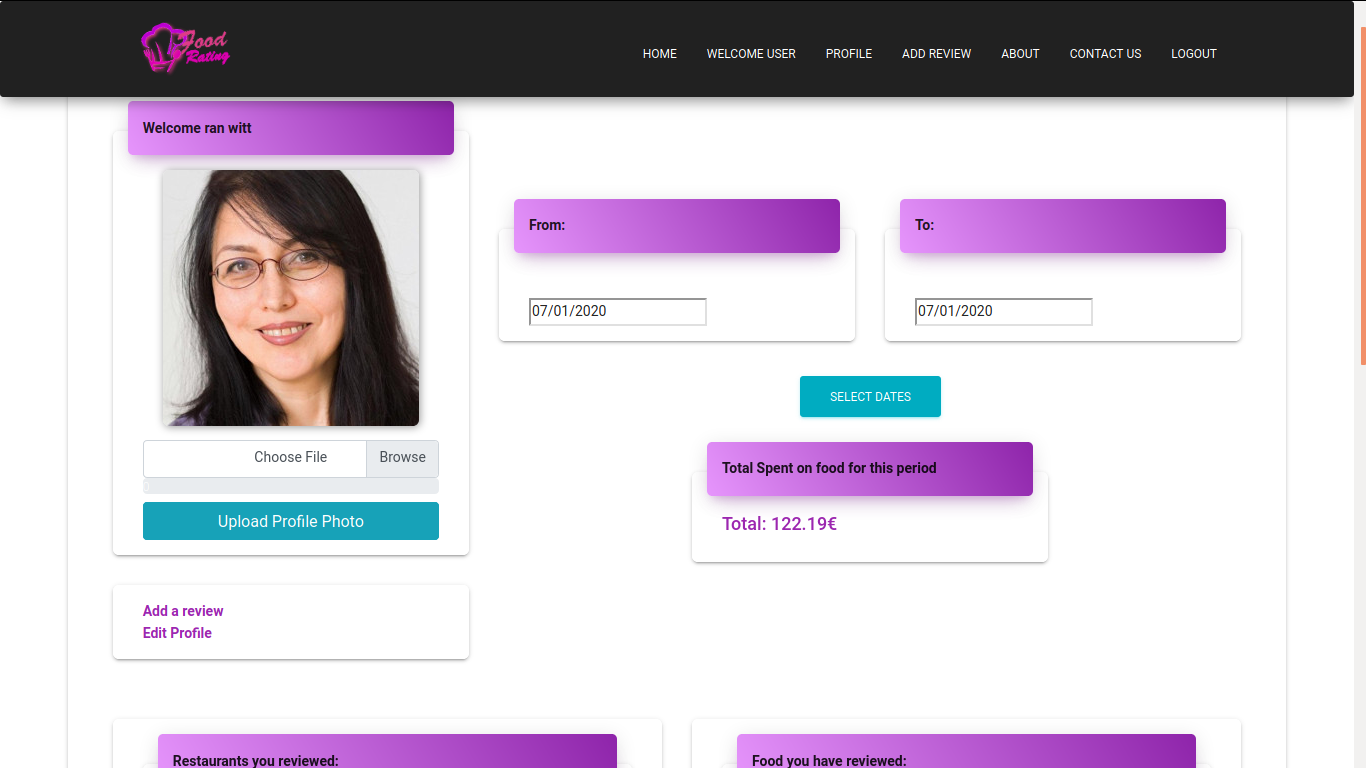 Food
Rating
HOME WELCOME USER PROFILE ADD REVIEW ABOUT CONTACT US LOGOUT
Welcome ran witt
Choose File Browse
Upload Profile Photo
Add a review
Edit Profile
From:
07/01/2020
To:
07/01/2020
SELECT DATES
Total Spent on food for this period
Total: 122.19€
Restaurants you reviewed:
Food you have reviewed: